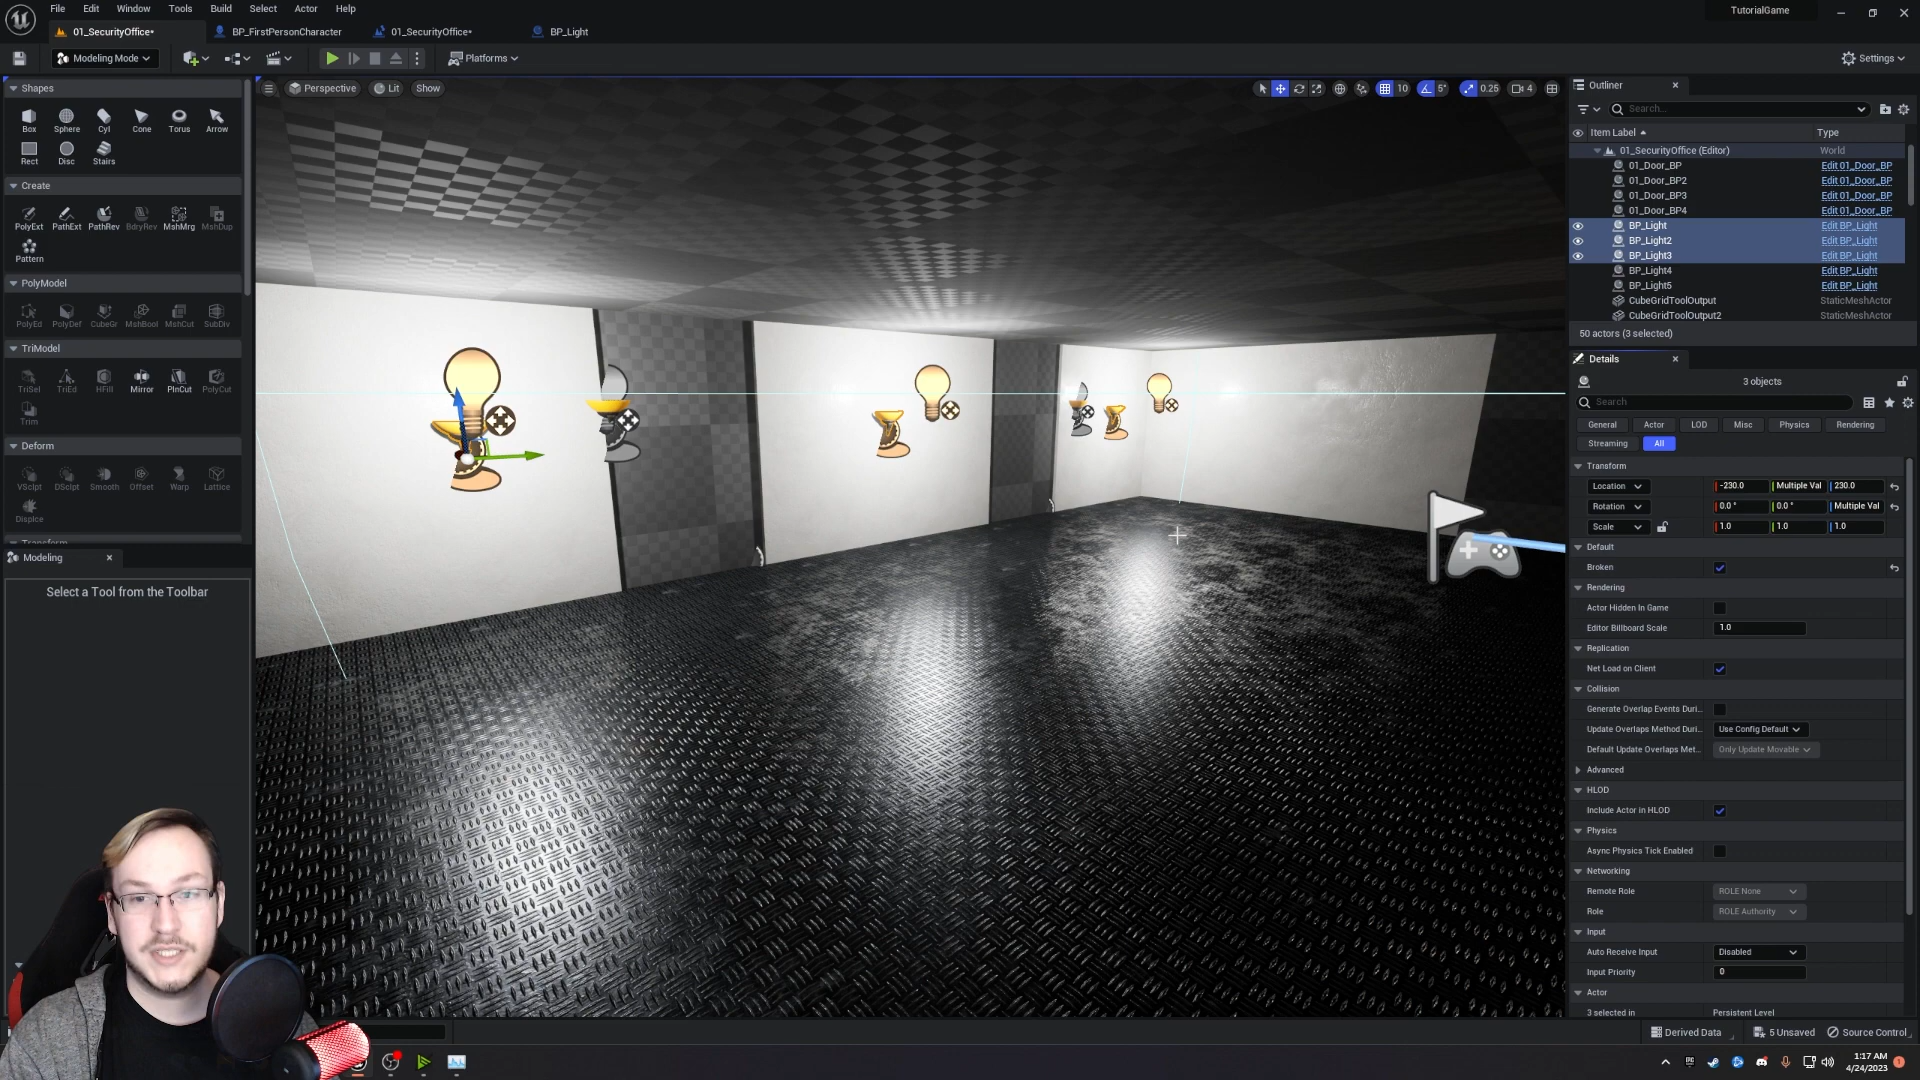 File Edit Window Tools Build Select Actor Help
TutorialGame
01_SecurityOffice*
BP_FirstPersonCharacter
01_SecurityOffice*
BP_Light
Modeling Mode
Platforms
Settings
Shapes
Box Sphere Cyl Cone Torus Arrow
Rect Disc Stairs
Create
PolyExt PathExt PathRev BdryRev MshMrg MshDup
Pattern
PolyModel
PolyEd PolyDef CubeGr MshBool MshCut SubDiv
TriModel
TriSel TriEd HFill Mirror PlnCut PolyCut
Trim
Deform
VSclpt DSclpt Smooth Offset Warp Lattice
Displce
Transform
Modeling
Select a Tool from the Toolbar
Perspective Lit Show
10 5° 0.25 4
Outliner
Search...
Item Label Type
01_SecurityOffice (Editor) World
01_Door_BP Edit 01_Door_BP
01_Door_BP2 Edit 01_Door_BP
01_Door_BP3 Edit 01_Door_BP
01_Door_BP4 Edit 01_Door_BP
BP_Light Edit BP_Light
BP_Light2 Edit BP_Light
BP_Light3 Edit BP_Light
BP_Light4 Edit BP_Light
BP_Light5 Edit BP_Light
CubeGridToolOutput StaticMeshActor
CubeGridToolOutput2 StaticMeshActor
50 actors (3 selected)
Details
3 objects
Search
General Actor LOD Misc Physics Rendering
Streaming All
Transform
Location -230.0 Multiple Val 230.0
Rotation 0.0 ° 0.0 ° Multiple Val
Scale 1.0 1.0 1.0
Default
Broken
Rendering
Actor Hidden In Game
Editor Billboard Scale 1.0
Replication
Net Load on Client
Collision
Generate Overlap Events Duri...
Update Overlaps Method Duri... Use Config Default
Default Update Overlaps Met... Only Update Movable
Advanced
HLOD
Include Actor in HLOD
Physics
Async Physics Tick Enabled
Networking
Remote Role ROLE None
Role ROLE Authority
Input
Auto Receive Input Disabled
Input Priority 0
Actor
3 selected in Persistent Level
Derived Data 5 Unsaved Source Control
1:17 AM
4/24/2023
1